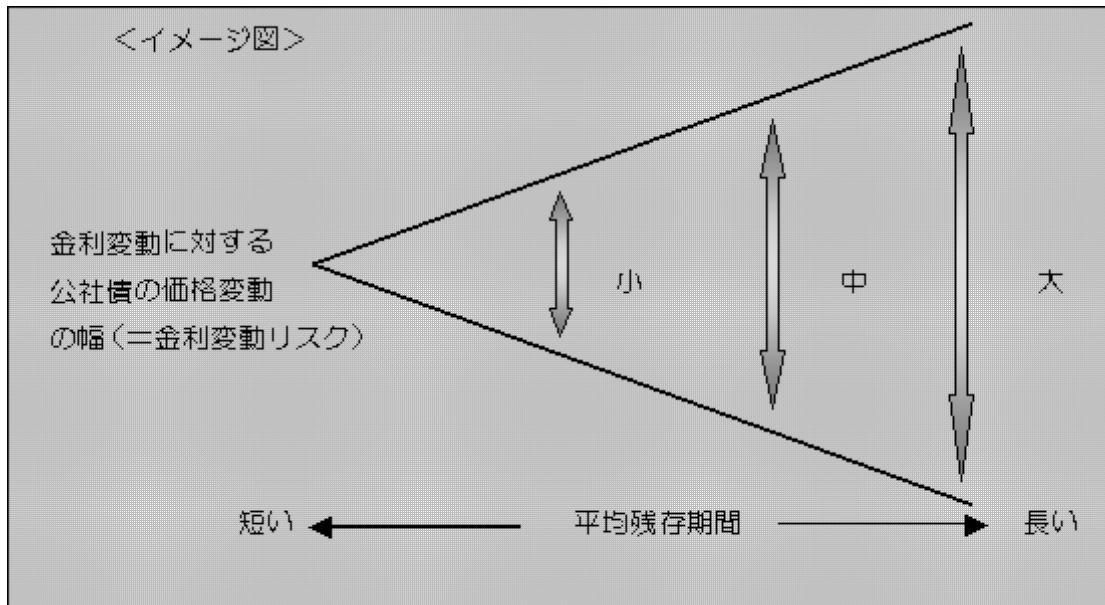 ＜イメージ図＞
金利変動に対する
公社債の価格変動
の幅（＝金利変動リスク）
小
中
大
短い
平均残存期間
長い